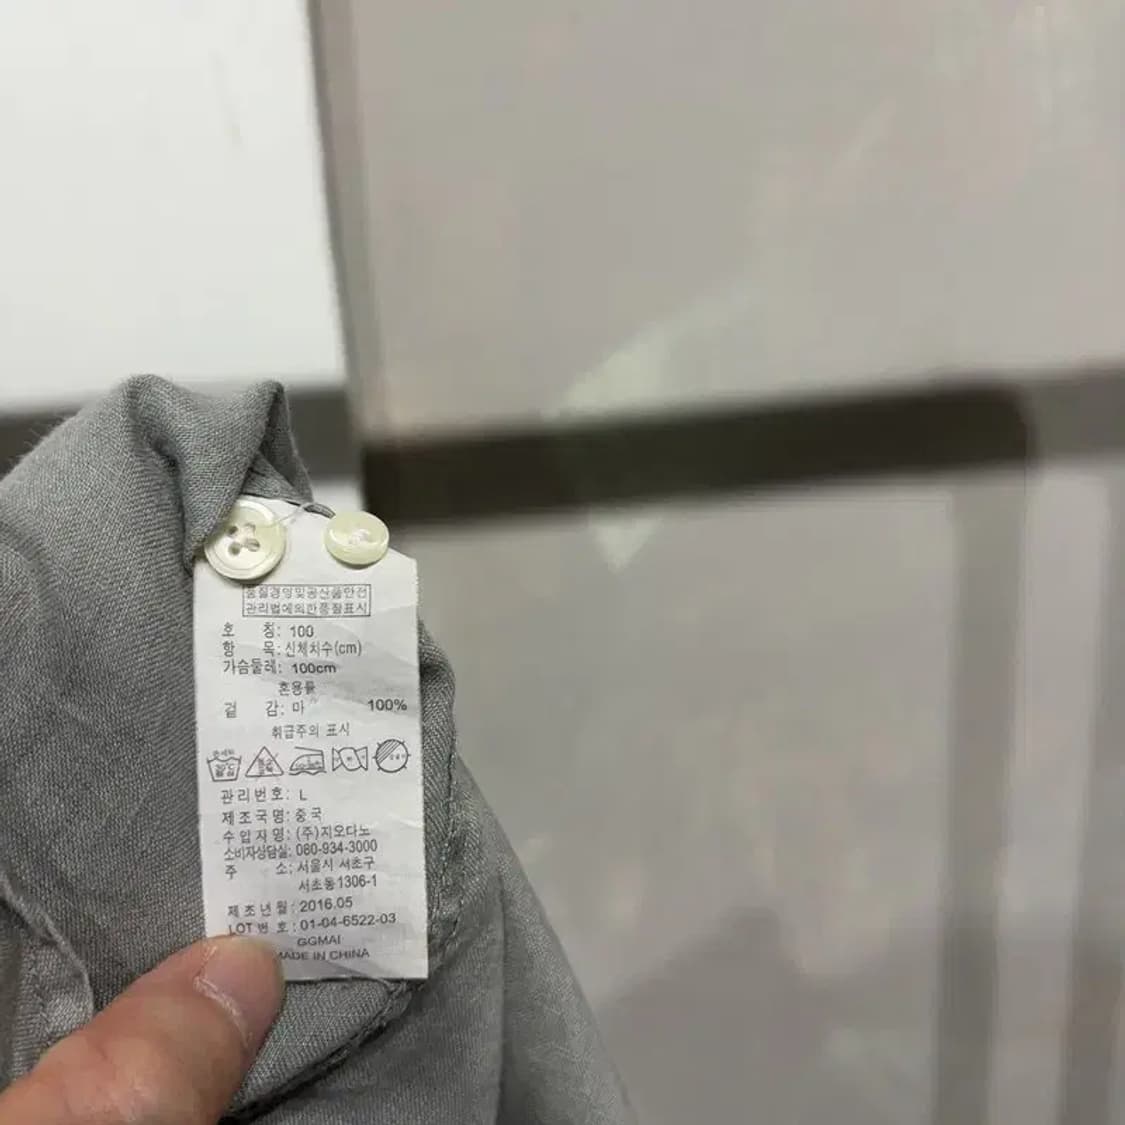 품질경영및공산품안전
관리법에의한품질표시
호 칭: 100
항 목: 신체치수(cm)
가슴둘레: 100cm
혼용률
겉 감: 마 100%
취급주의 표시
관리번호: L
제조국명: 중국
수입자명: (주)지오다노
소비자상담실: 080-934-3000
주 소: 서울시 서초구
서초동1306-1
제조년월: 2016.05
LOT 번호: 01-04-6522-03
GGMAI
MADE IN CHINA